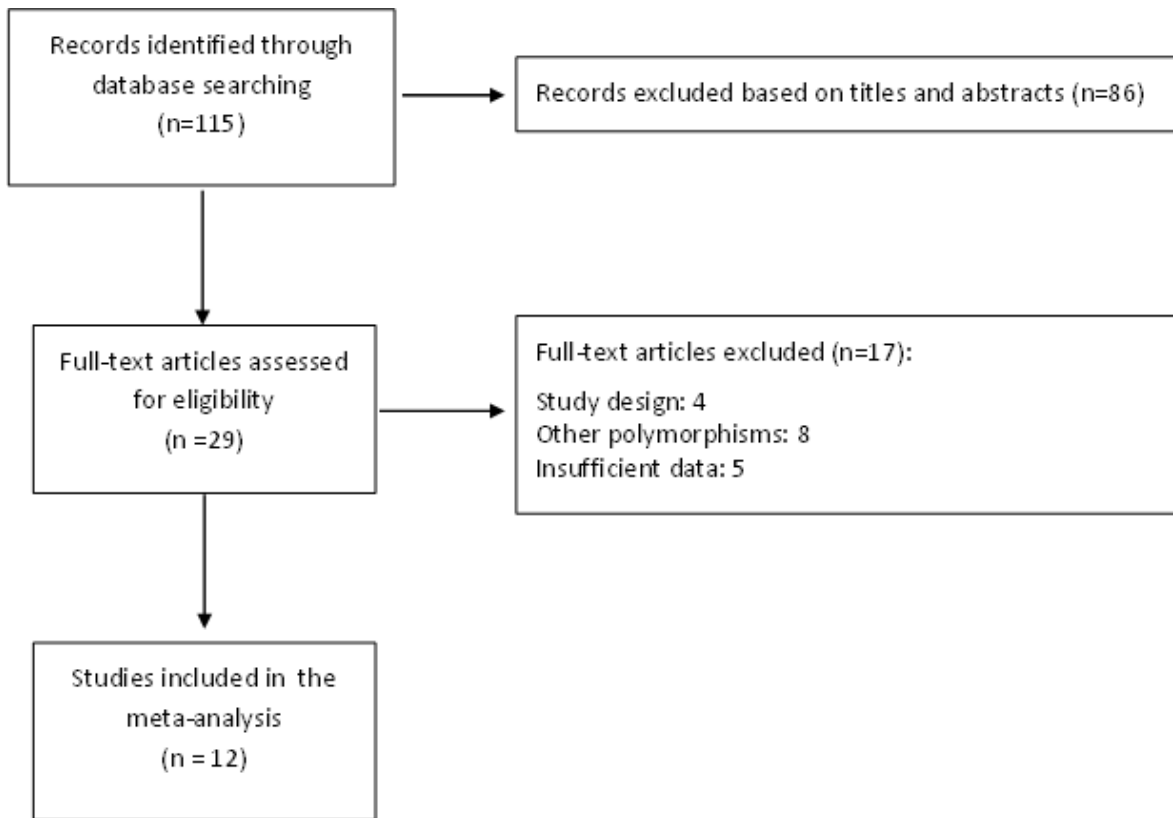 Records identified through
database searching
(n=115)
Records excluded based on titles and abstracts (n=86)
Full-text articles assessed
for eligibility
(n =29)
Full-text articles excluded (n=17):
Study design: 4
Other polymorphisms: 8
Insufficient data: 5
Studies included in the
meta-analysis
(n = 12)